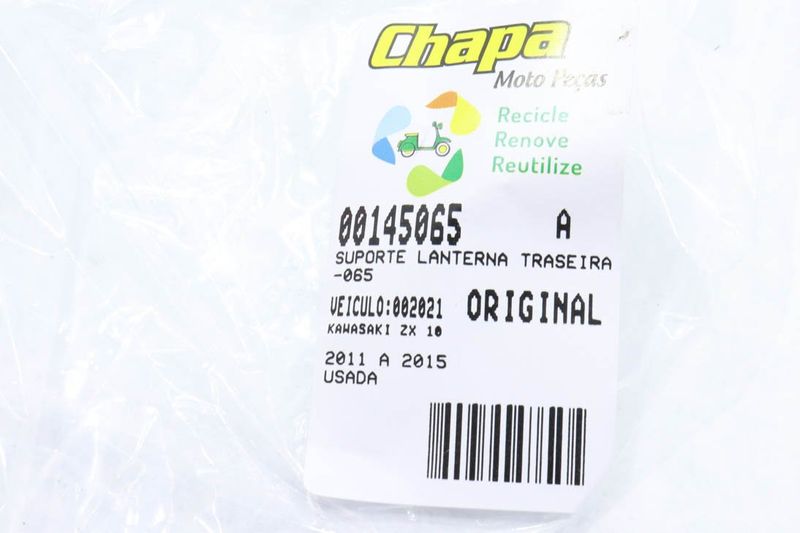 Chapa
Moto Peças
Recicle
Renove
Reutilize
00145065 A
SUPORTE LANTERNA TRASEIRA
-065
VEICULO:002021 ORIGINAL
KAWASAKI ZX 10
2011 A 2015
USADA